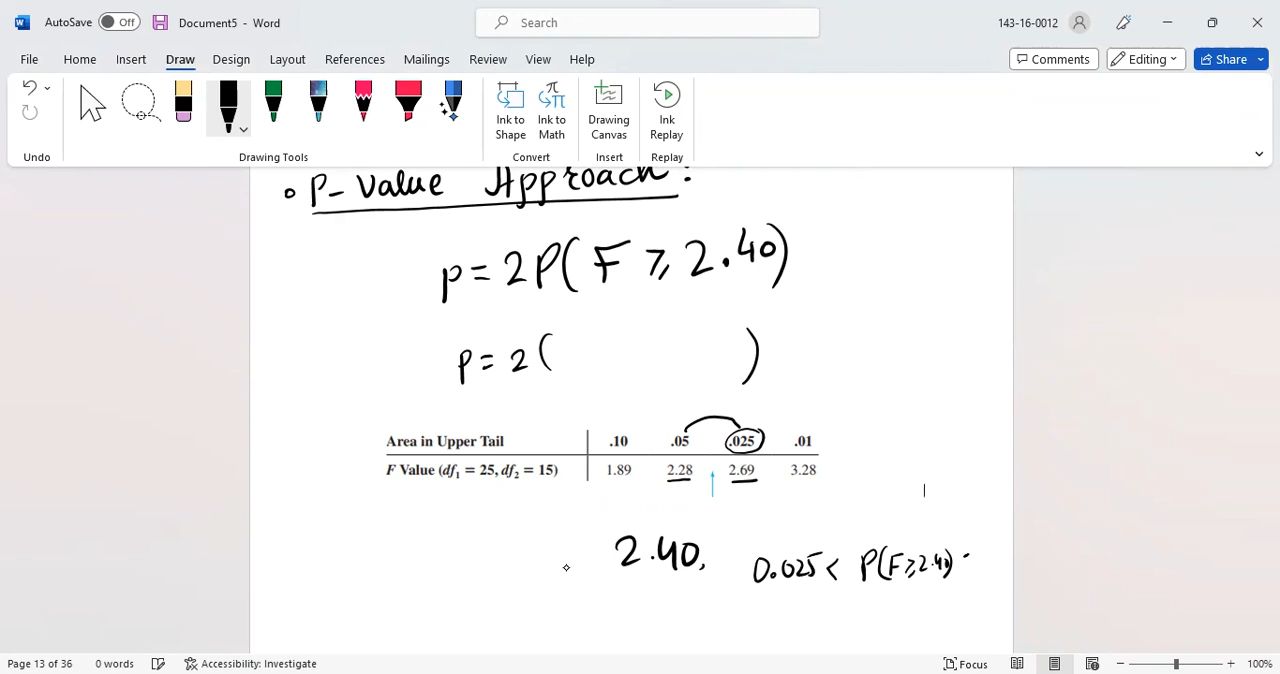 AutoSave Off Document5 - Word Search 143-16-0012
File Home Insert Draw Design Layout References Mailings Review View Help Comments Editing Share
Undo Drawing Tools Ink to Shape Ink to Math Convert Drawing Canvas Insert Ink Replay Replay
• P-Value Approach:
p = 2P(F ⩾ 2.40)
p = 2 ( )
Area in Upper Tail .10 .05 .025 .01
F Value (df₁ = 25, df₂ = 15) 1.89 2.28 2.69 3.28
2.40, 0.025 < P(F ⩾ 2.40) -
Page 13 of 36 0 words Accessibility: Investigate Focus 100%